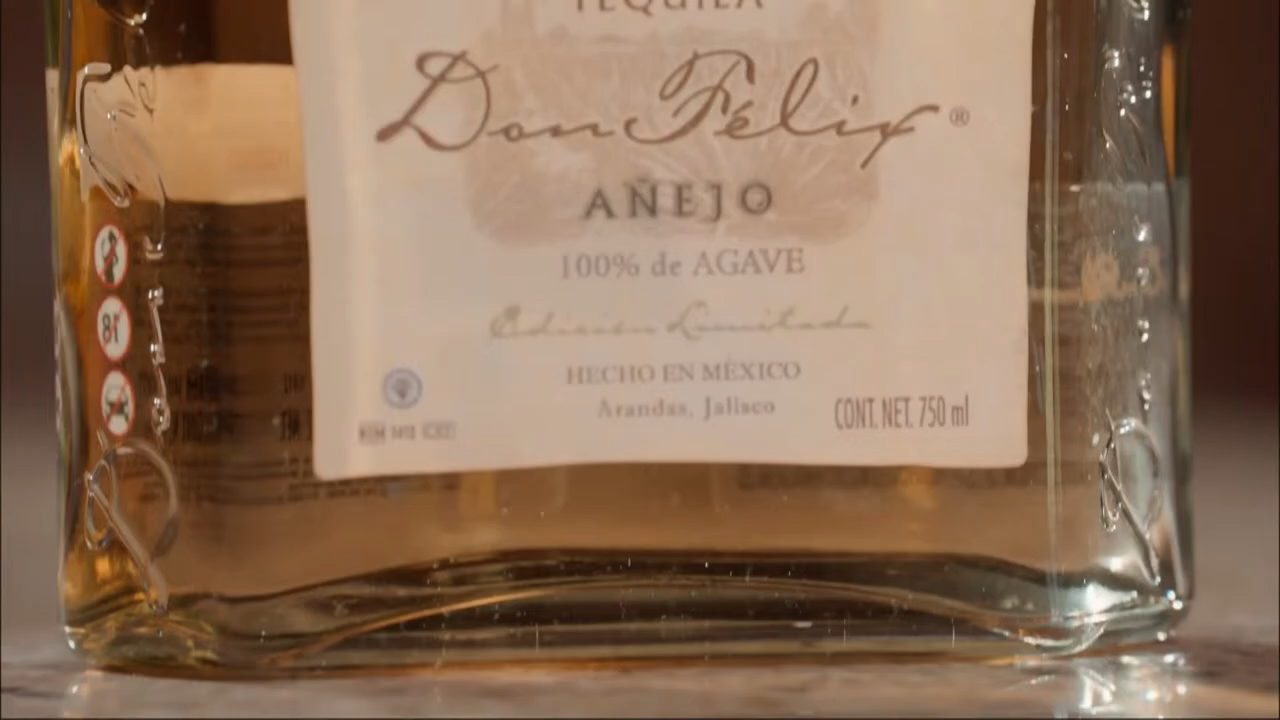 TEQUILA
Don Félix®
AÑEJO
100% de AGAVE
Edición Limitada
HECHO EN MÉXICO
Arandas, Jalisco
CONT. NET. 750 ml